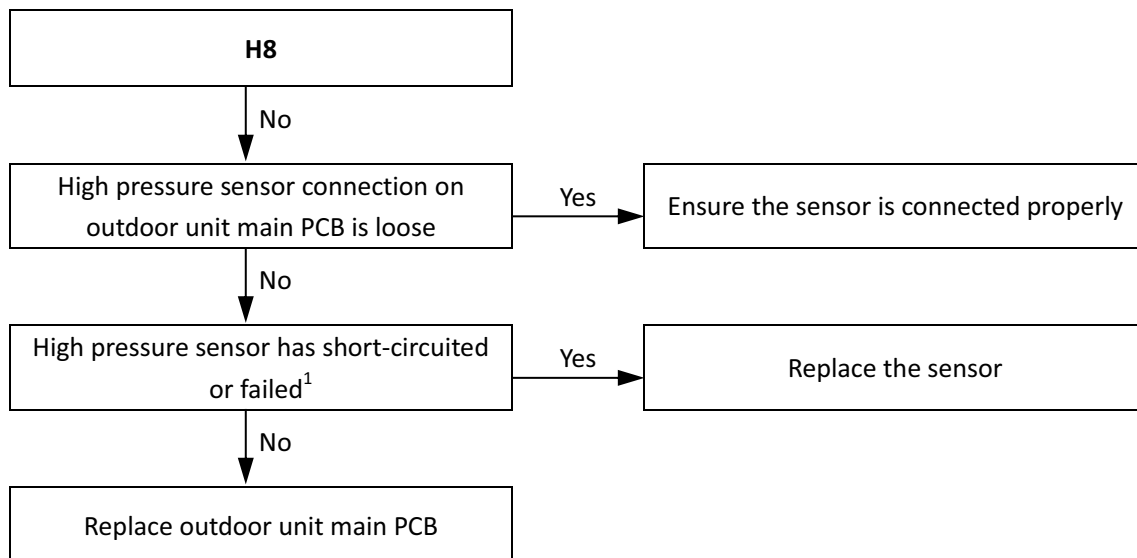 H8
No
High pressure sensor connection on
outdoor unit main PCB is loose
Yes
Ensure the sensor is connected properly
No
High pressure sensor has short-circuited
or failed¹
Yes
Replace the sensor
No
Replace outdoor unit main PCB